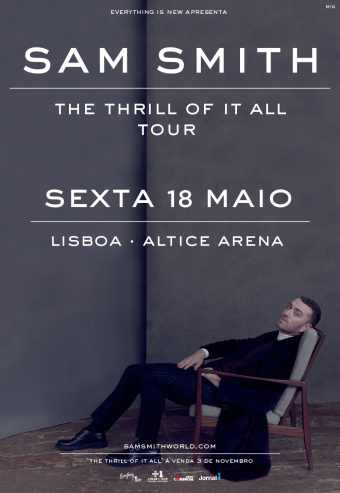 EVERYTHING IS NEW APRESENTA
M/6
SAM SMITH
THE THRILL OF IT ALL
TOUR
SEXTA 18 MAIO
LISBOA · ALTICE ARENA
SAMSMITHWORLD.COM
"THE THRILL OF IT ALL" À VENDA 3 DE NOVEMBRO